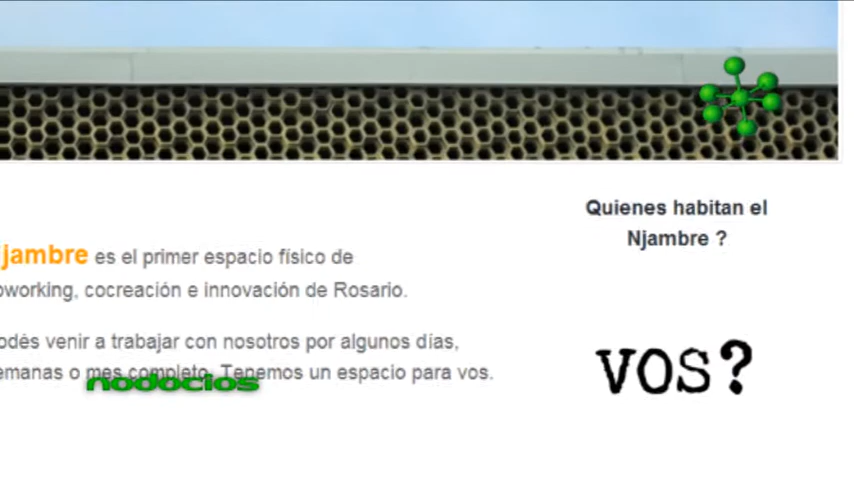 Quienes habitan el
Njambre ?
jambre es el primer espacio físico de
oworking, cocreación e innovación de Rosario.
odès venir a trabajar con nosotros por algunos días,
emanas o mes completo. Tenemos un espacio para vos.
nodocios
VOS?